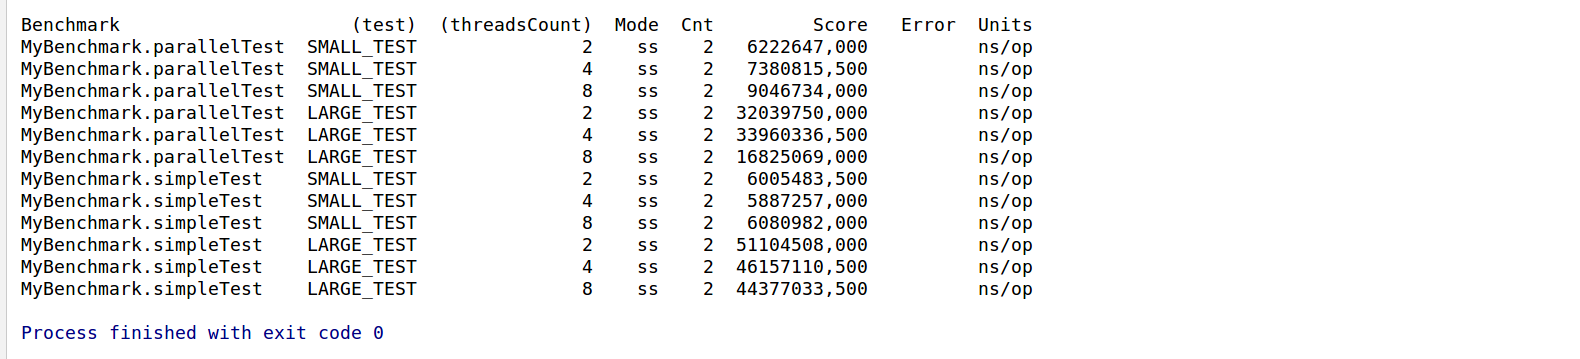 Benchmark (test) (threadsCount) Mode Cnt Score Error Units
MyBenchmark.parallelTest SMALL_TEST 2 ss 2 6222647,000 ns/op
MyBenchmark.parallelTest SMALL_TEST 4 ss 2 7380815,500 ns/op
MyBenchmark.parallelTest SMALL_TEST 8 ss 2 9046734,000 ns/op
MyBenchmark.parallelTest LARGE_TEST 2 ss 2 32039750,000 ns/op
MyBenchmark.parallelTest LARGE_TEST 4 ss 2 33960336,500 ns/op
MyBenchmark.parallelTest LARGE_TEST 8 ss 2 16825069,000 ns/op
MyBenchmark.simpleTest SMALL_TEST 2 ss 2 6005483,500 ns/op
MyBenchmark.simpleTest SMALL_TEST 4 ss 2 5887257,000 ns/op
MyBenchmark.simpleTest SMALL_TEST 8 ss 2 6080982,000 ns/op
MyBenchmark.simpleTest LARGE_TEST 2 ss 2 51104508,000 ns/op
MyBenchmark.simpleTest LARGE_TEST 4 ss 2 46157110,500 ns/op
MyBenchmark.simpleTest LARGE_TEST 8 ss 2 44377033,500 ns/op
Process finished with exit code 0